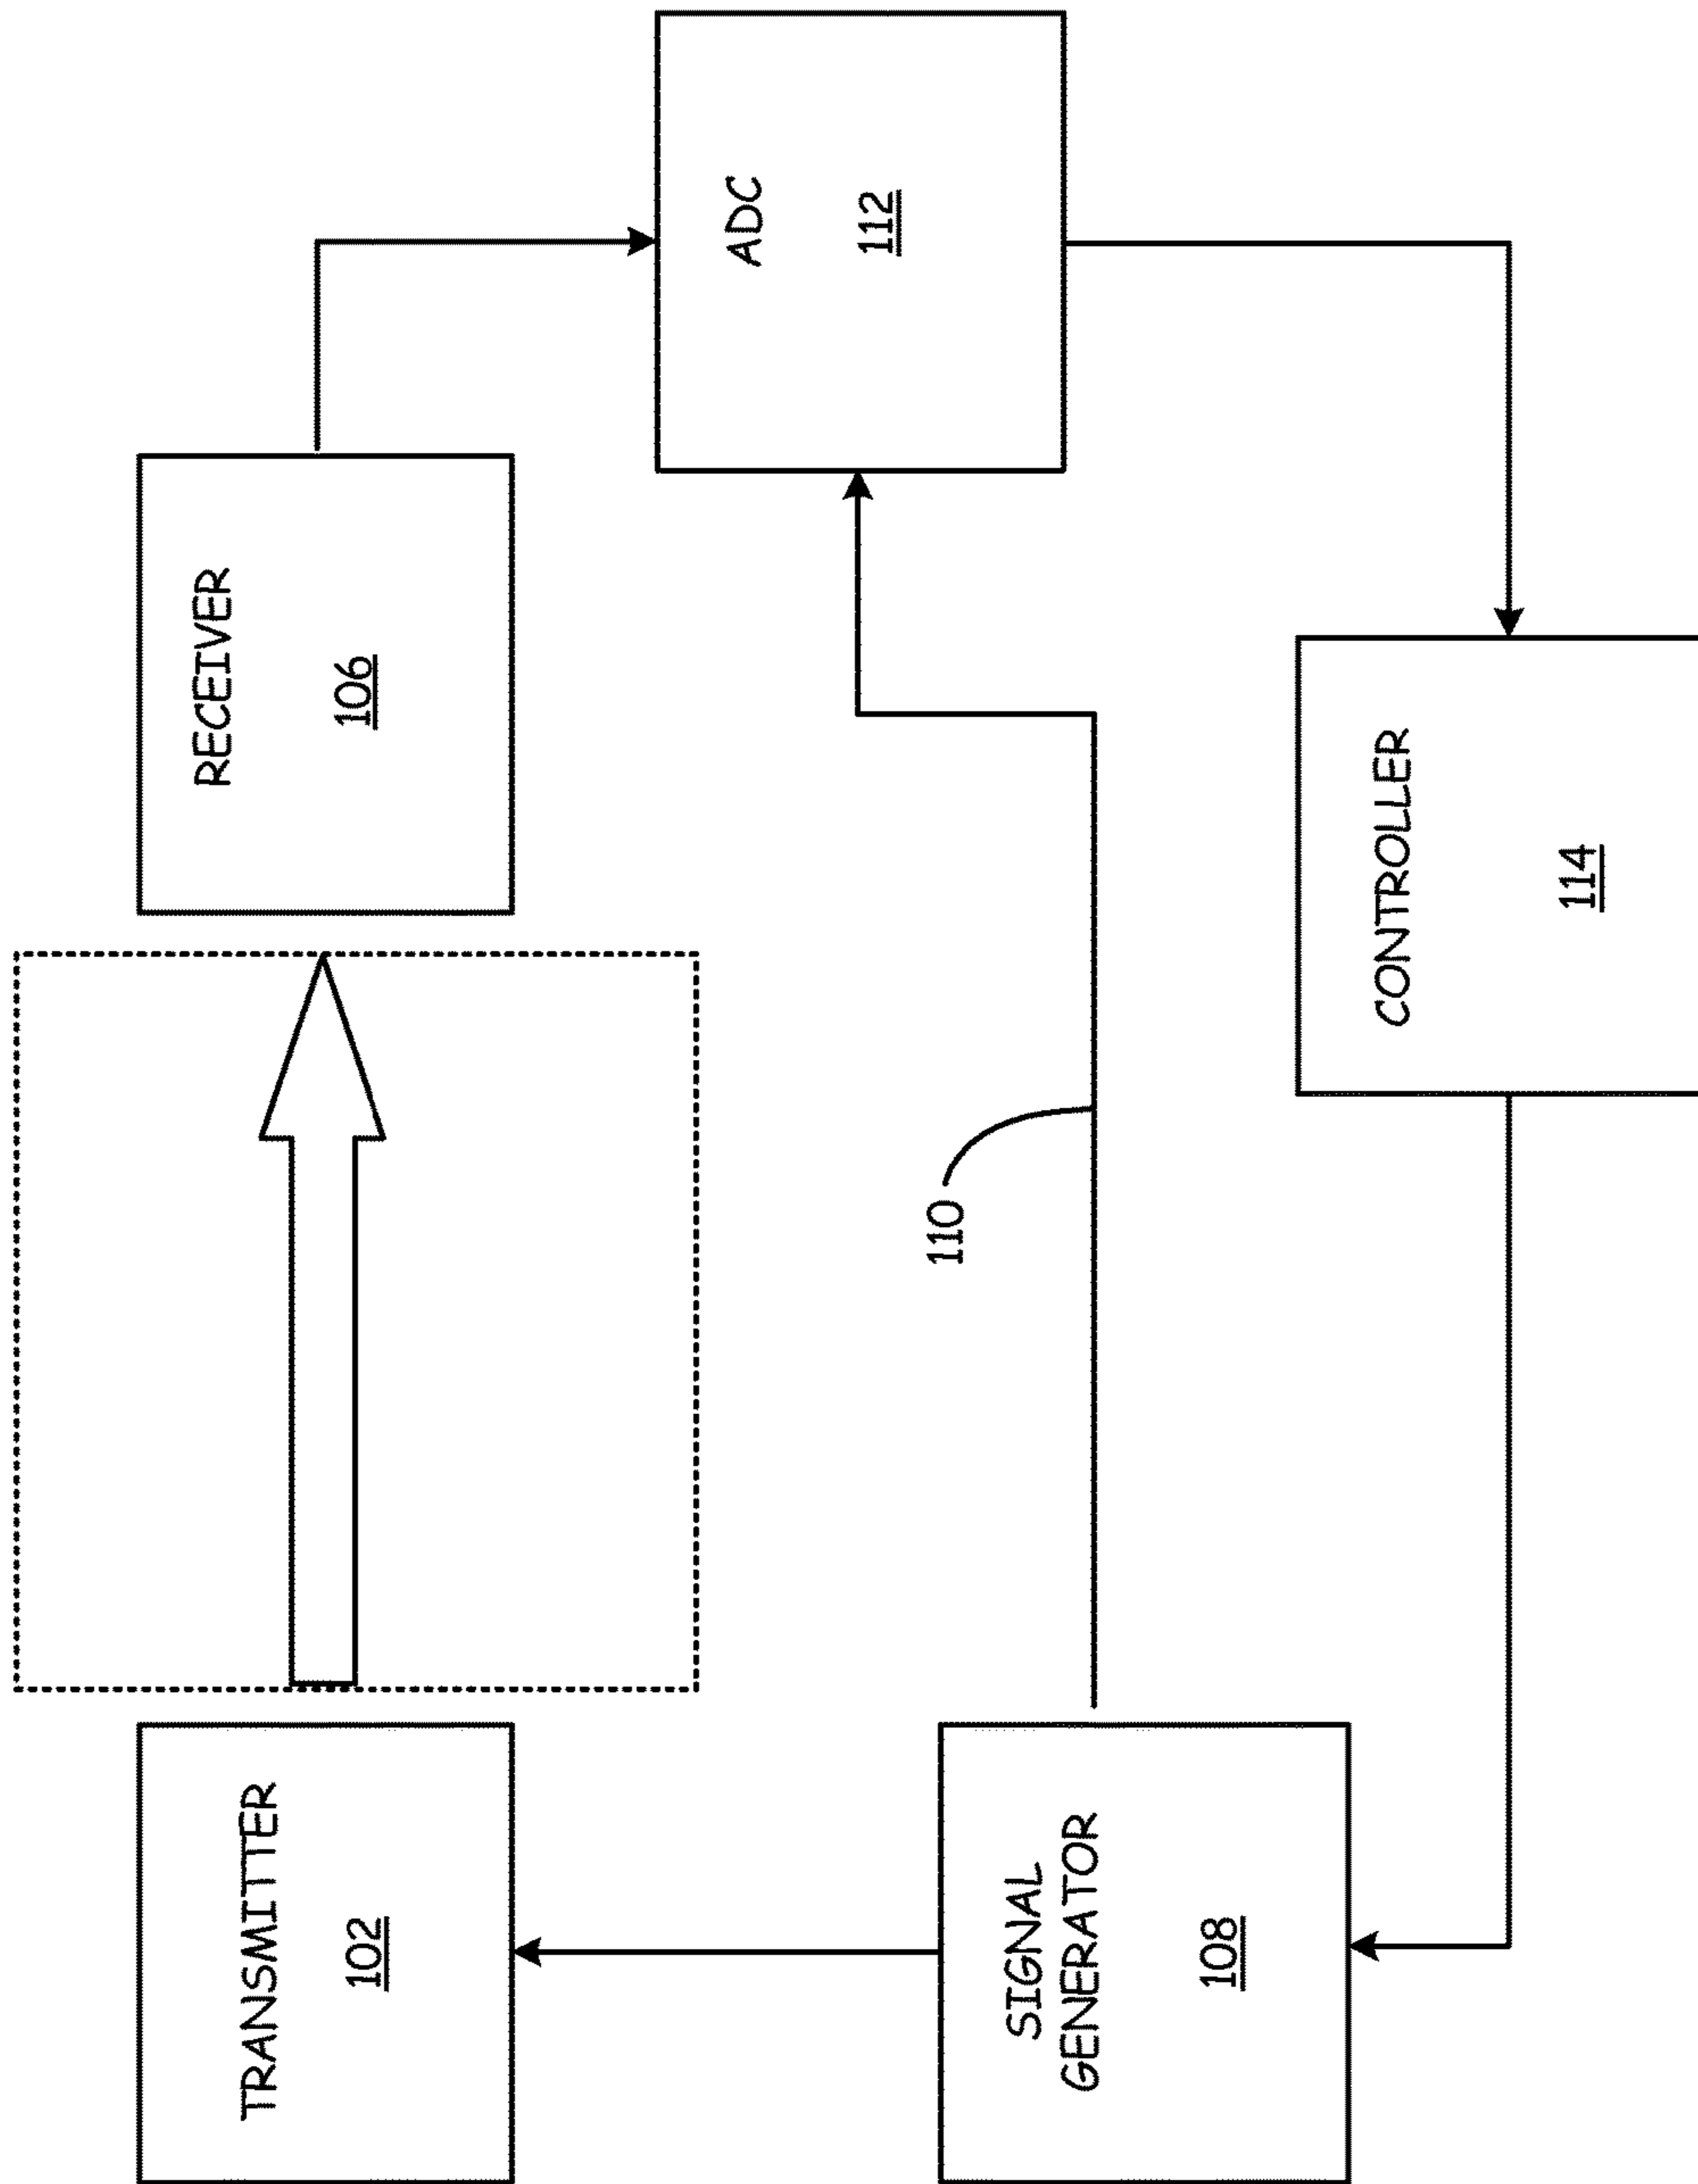 TRANSMITTER
102
RECEIVER
106
SIGNAL
GENERATOR
108
110
ADC
112
CONTROLLER
114